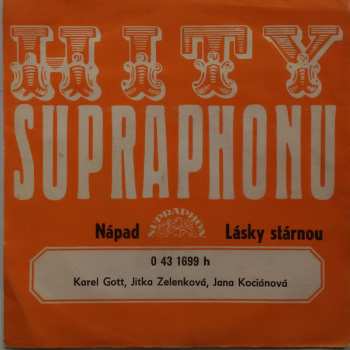 HITY
SUPRAPHONU
Nápad SUPRAPHON Lásky stárnou
0 43 1699 h
Karel Gott, Jitka Zelenková, Jana Kociánová